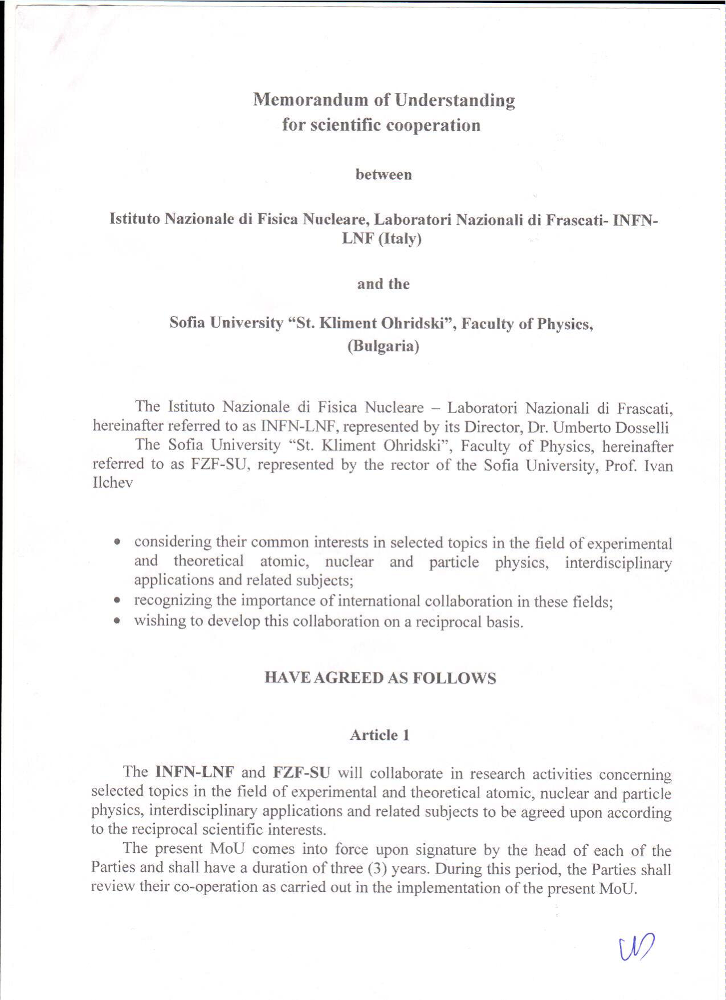 Memorandum of Understanding
for scientific cooperation
between
Istituto Nazionale di Fisica Nucleare, Laboratori Nazionali di Frascati- INFN-
LNF (Italy)
and the
Sofia University “St. Kliment Ohridski”, Faculty of Physics,
(Bulgaria)
The Istituto Nazionale di Fisica Nucleare – Laboratori Nazionali di Frascati,
hereinafter referred to as INFN-LNF, represented by its Director, Dr. Umberto Dosselli
The Sofia University “St. Kliment Ohridski”, Faculty of Physics, hereinafter
referred to as FZF-SU, represented by the rector of the Sofia University, Prof. Ivan
Ilchev
• considering their common interests in selected topics in the field of experimental
and theoretical atomic, nuclear and particle physics, interdisciplinary
applications and related subjects;
• recognizing the importance of international collaboration in these fields;
• wishing to develop this collaboration on a reciprocal basis.
HAVE AGREED AS FOLLOWS
Article 1
The INFN-LNF and FZF-SU will collaborate in research activities concerning
selected topics in the field of experimental and theoretical atomic, nuclear and particle
physics, interdisciplinary applications and related subjects to be agreed upon according
to the reciprocal scientific interests.
The present MoU comes into force upon signature by the head of each of the
Parties and shall have a duration of three (3) years. During this period, the Parties shall
review their co-operation as carried out in the implementation of the present MoU.